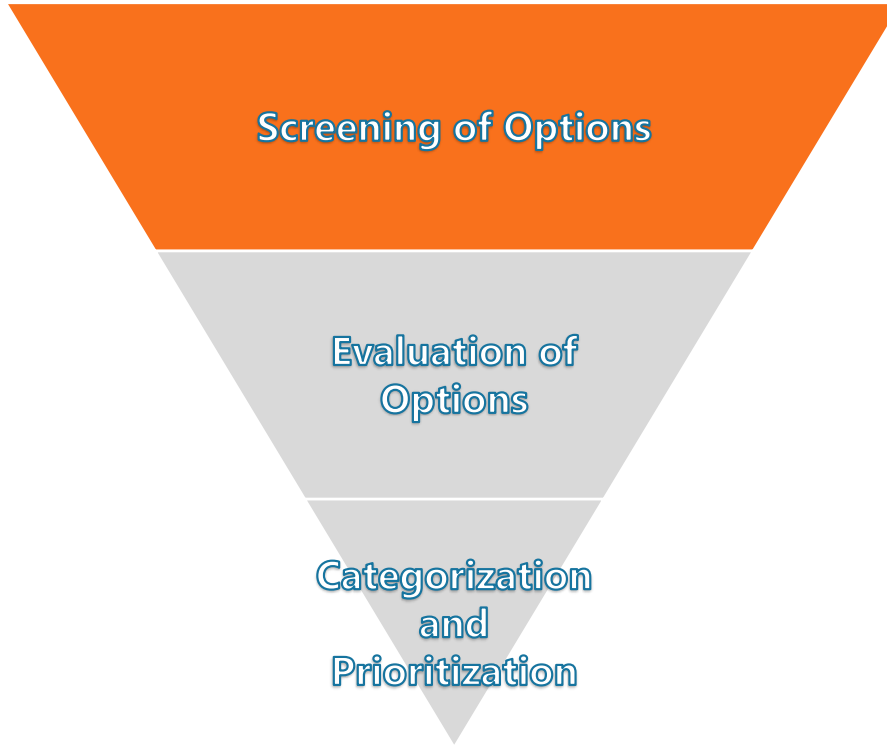 Screening of Options
Evaluation of
Options
Categorization
and
Prioritization